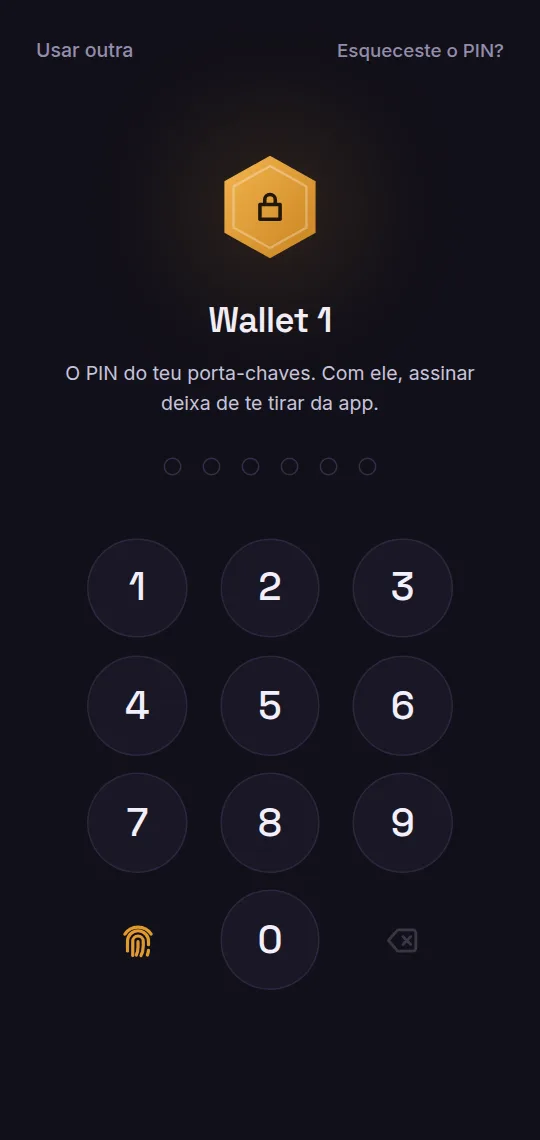 Usar outra
Esqueceste o PIN?
Wallet 1
O PIN do teu porta-chaves. Com ele, assinar
deixa de te tirar da app.
1 2 3
4 5 6
7 8 9
0